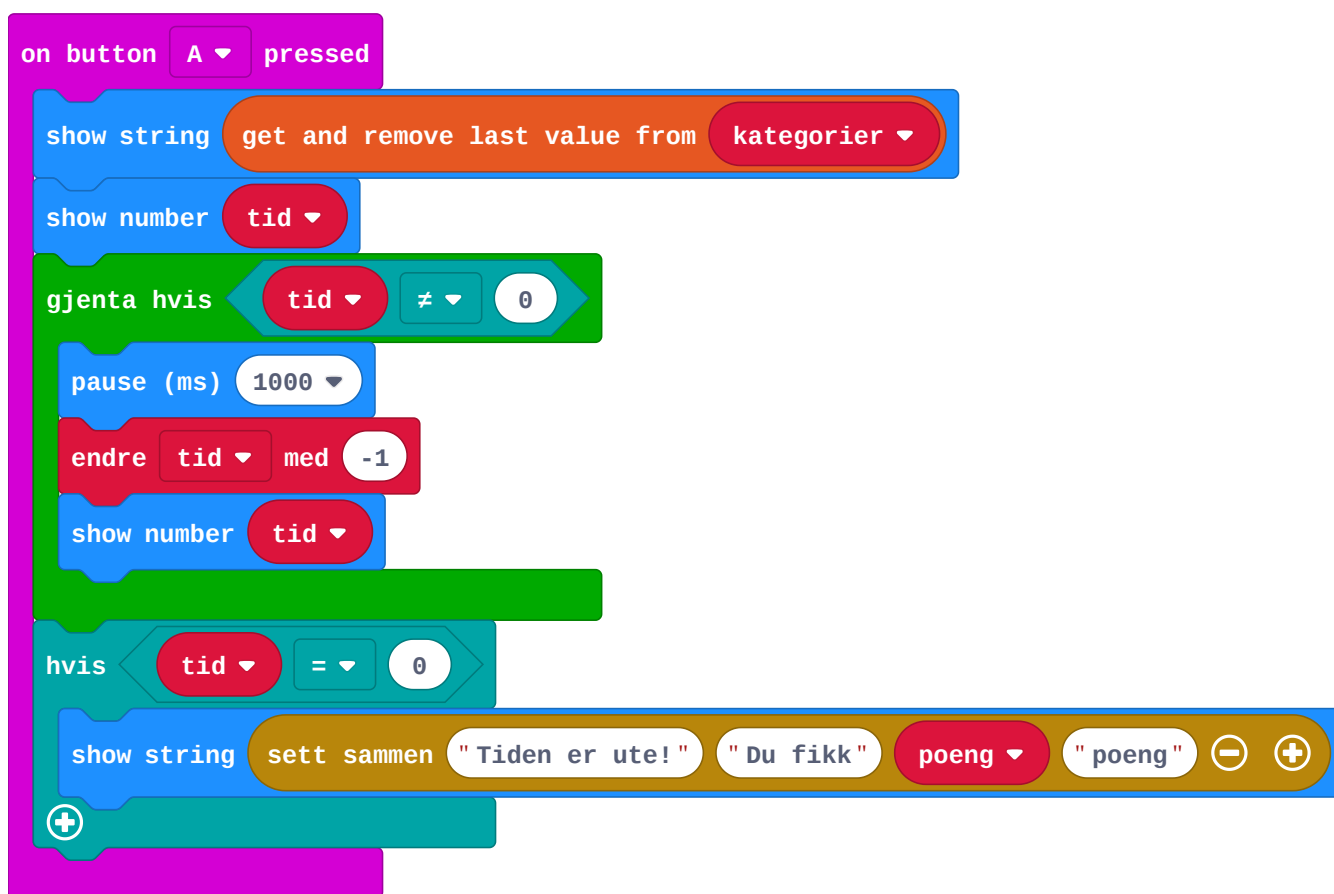 on button A pressed
show string get and remove last value from kategorier
show number tid
gjenta hvis tid ≠ 0
pause (ms) 1000
endre tid med -1
show number tid
hvis tid = 0
show string sett sammen "Tiden er ute!" "Du fikk" poeng "poeng"